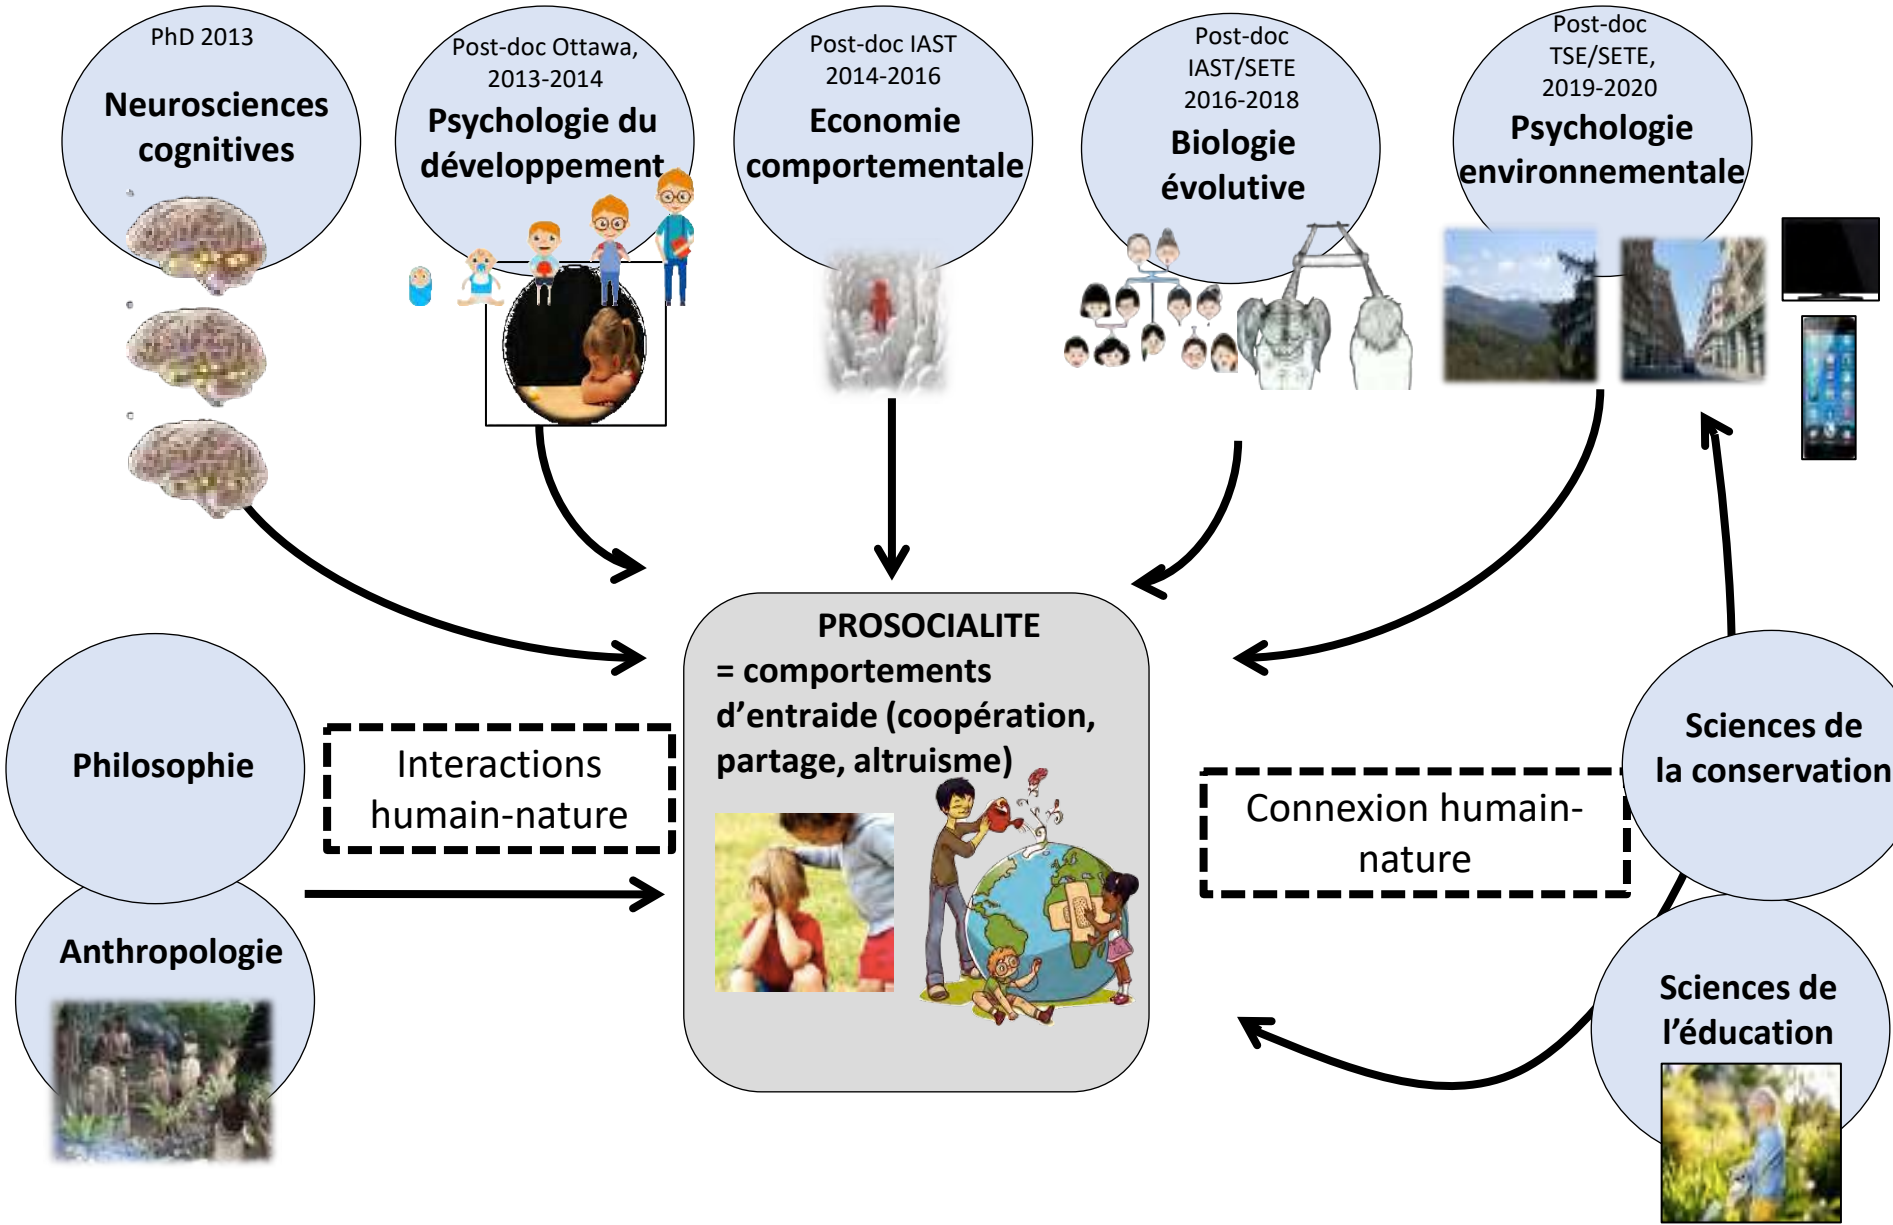 PhD 2013
Neurosciences
cognitives
Post-doc Ottawa,
2013-2014
Psychologie du
développement
Post-doc IAST
2014-2016
Economie
comportementale
Post-doc
IAST/SETE
2016-2018
Biologie
évolutive
Post-doc
TSE/SETE,
2019-2020
Psychologie
environnementale
PROSOCIALITE
= comportements
d’entraide (coopération,
partage, altruisme)
Philosophie
Interactions
humain-nature
Anthropologie
Connexion humain-
nature
Sciences de
la conservation
Sciences de
l’éducation